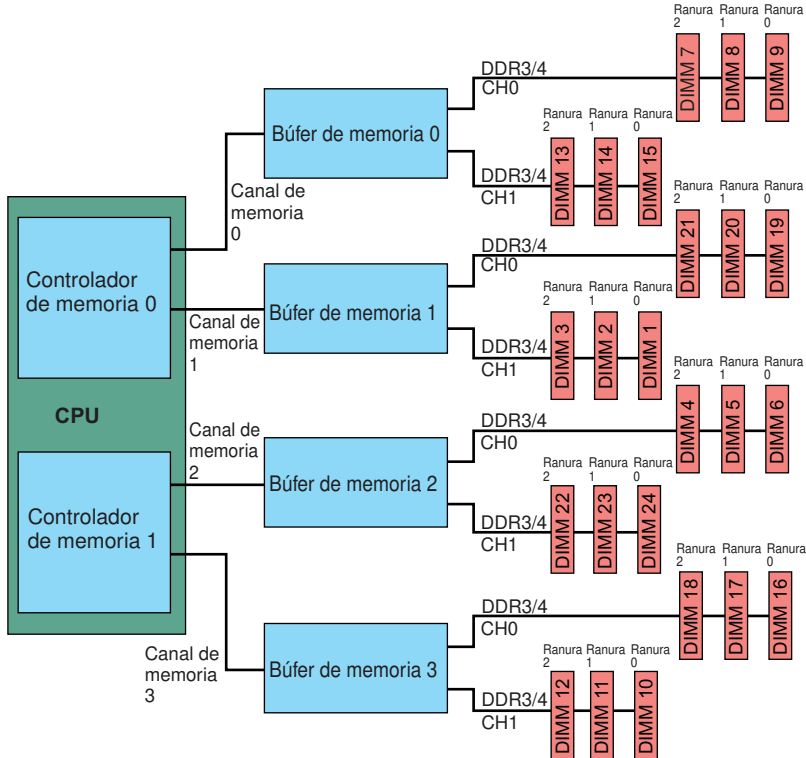 Ranura Ranura Ranura
2 1 0
DDR3/4
CH0
DIMM 7
DIMM 8
DIMM 9
Búfer de memoria 0
Ranura Ranura Ranura
2 1 0
DDR3/4
CH1
DIMM 13
DIMM 14
DIMM 15
Canal de
memoria
0
Ranura Ranura Ranura
2 1 0
DDR3/4
CH0
DIMM 21
DIMM 20
DIMM 19
Controlador
de memoria 0
Búfer de memoria 1
Canal de
memoria
1
Ranura Ranura Ranura
2 1 0
DDR3/4
CH1
DIMM 3
DIMM 2
DIMM 1
CPU
Ranura Ranura Ranura
2 1 0
DDR3/4
CH0
DIMM 4
DIMM 5
DIMM 6
Canal de
memoria
2
Búfer de memoria 2
Controlador
de memoria 1
Ranura Ranura Ranura
2 1 0
DDR3/4
CH1
DIMM 22
DIMM 23
DIMM 24
Ranura Ranura Ranura
2 1 0
DDR3/4
CH0
DIMM 18
DIMM 17
DIMM 16
Canal de
memoria
3
Búfer de memoria 3
Ranura Ranura Ranura
2 1 0
DDR3/4
CH1
DIMM 12
DIMM 11
DIMM 10